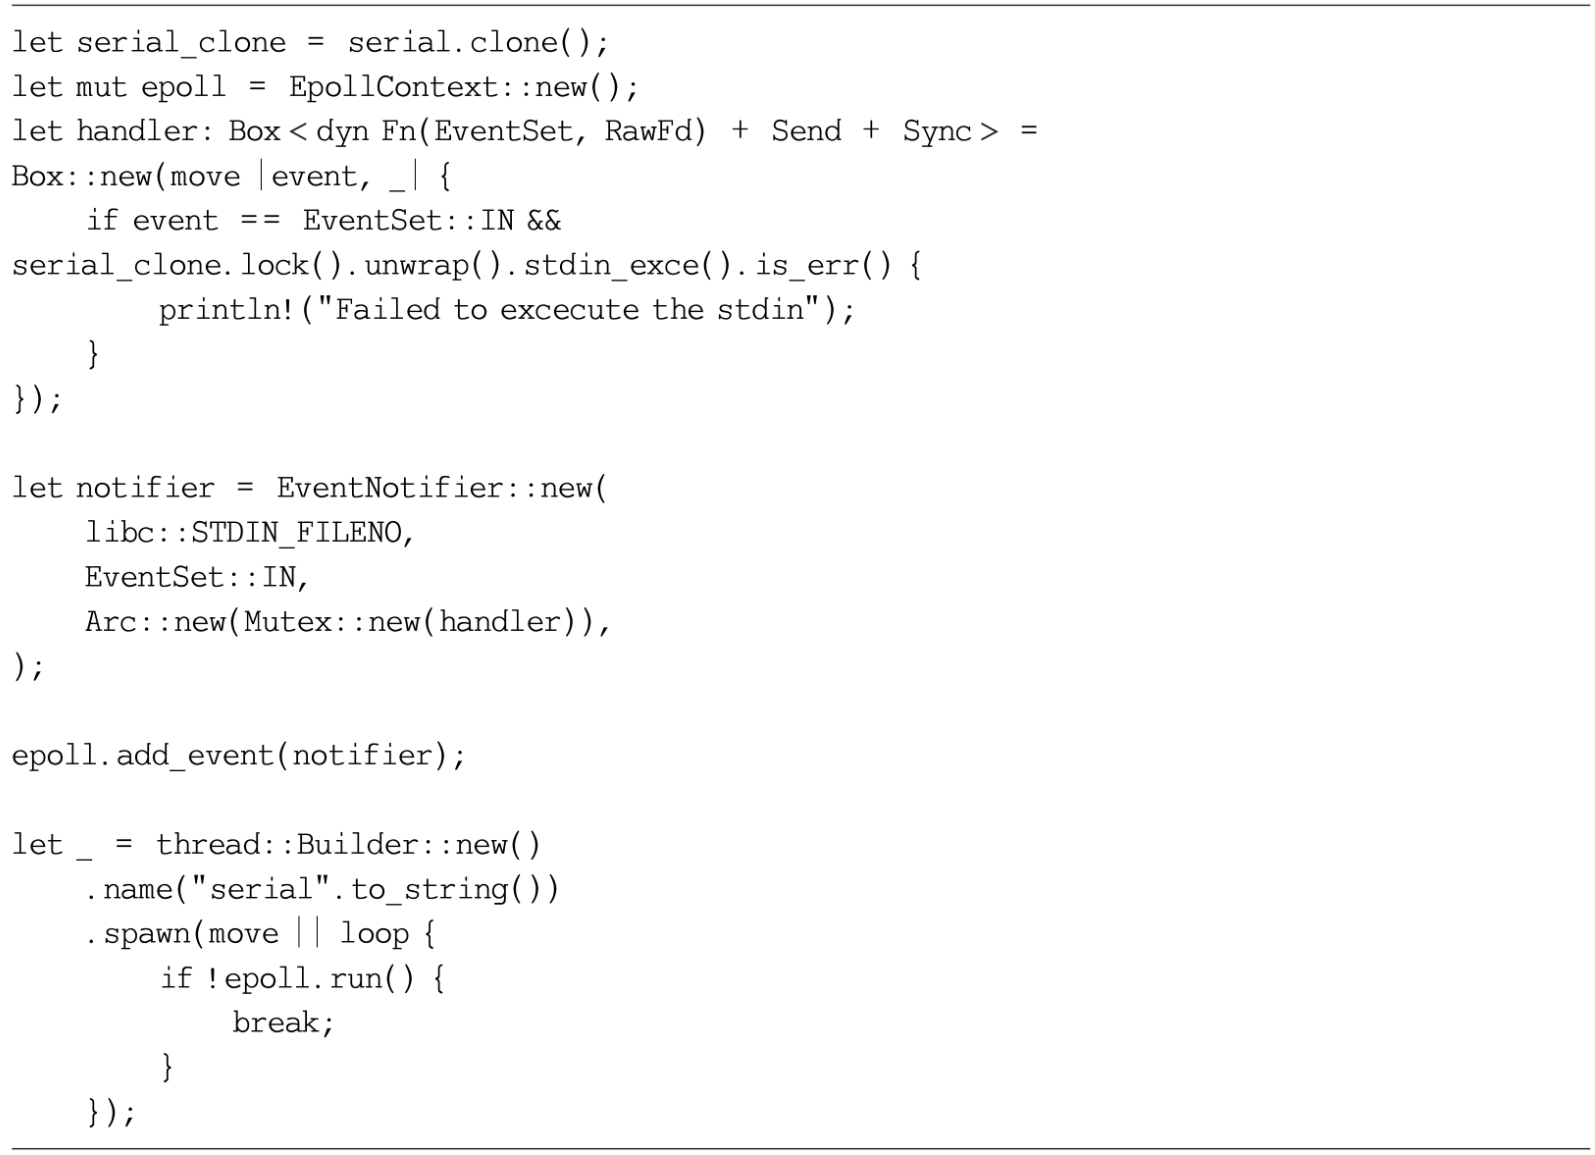 let serial_clone = serial.clone();
let mut epoll = EpollContext::new();
let handler: Box<dyn Fn(EventSet, RawFd) + Send + Sync> =
Box::new(move |event, _| {
    if event == EventSet::IN &&
serial_clone.lock().unwrap().stdin_exce().is_err() {
        println!("Failed to excecute the stdin");
    }
});

let notifier = EventNotifier::new(
    libc::STDIN_FILENO,
    EventSet::IN,
    Arc::new(Mutex::new(handler)),
);

epoll.add_event(notifier);

let _ = thread::Builder::new()
    .name("serial".to_string())
    .spawn(move || loop {
        if !epoll.run() {
            break;
        }
    });